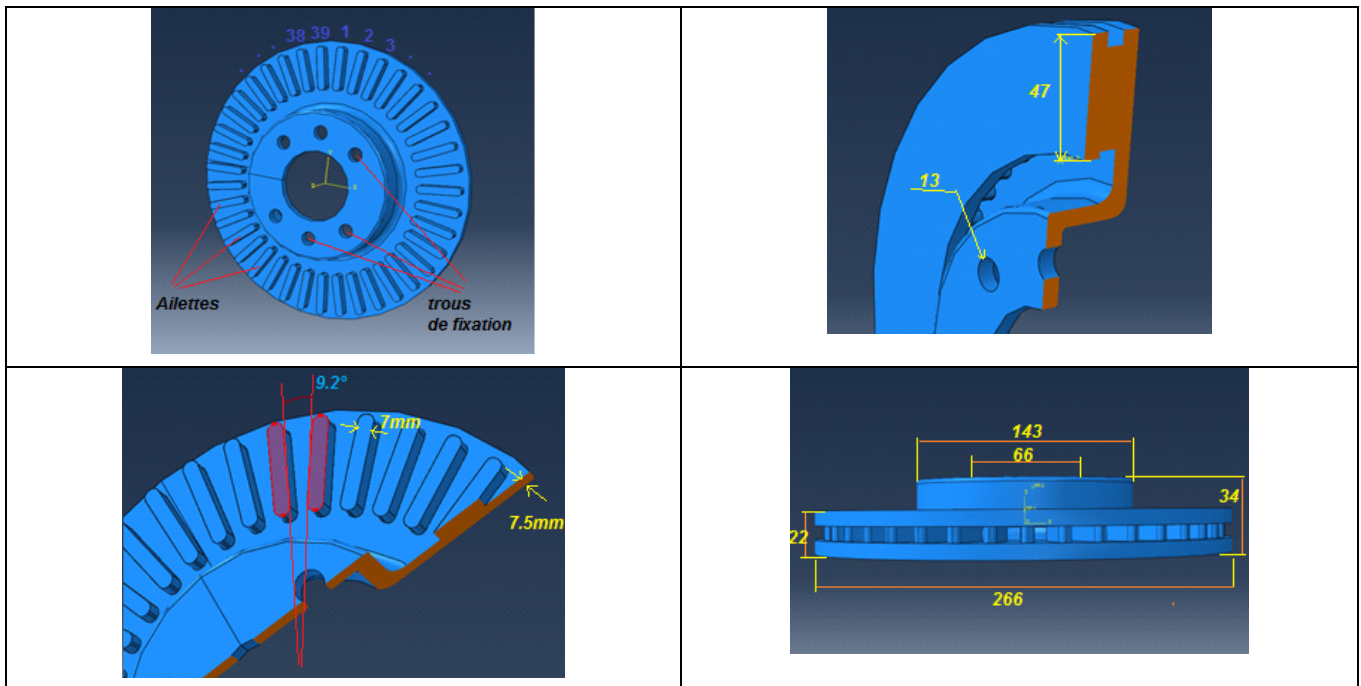 38 39 1 2 3
Ailettes
trous
de fixation
47
13
9.2°
7mm
7.5mm
143
66
34
22
266